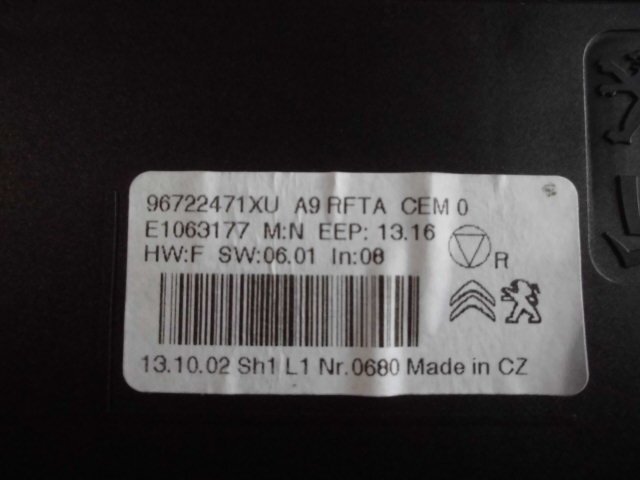 96722471XU A9 RFTA CEM 0
E1063177 M:N EEP: 13.16
HW:F SW:06.01 In:08
R
13.10.02 Sh1 L1 Nr.0680 Made in CZ